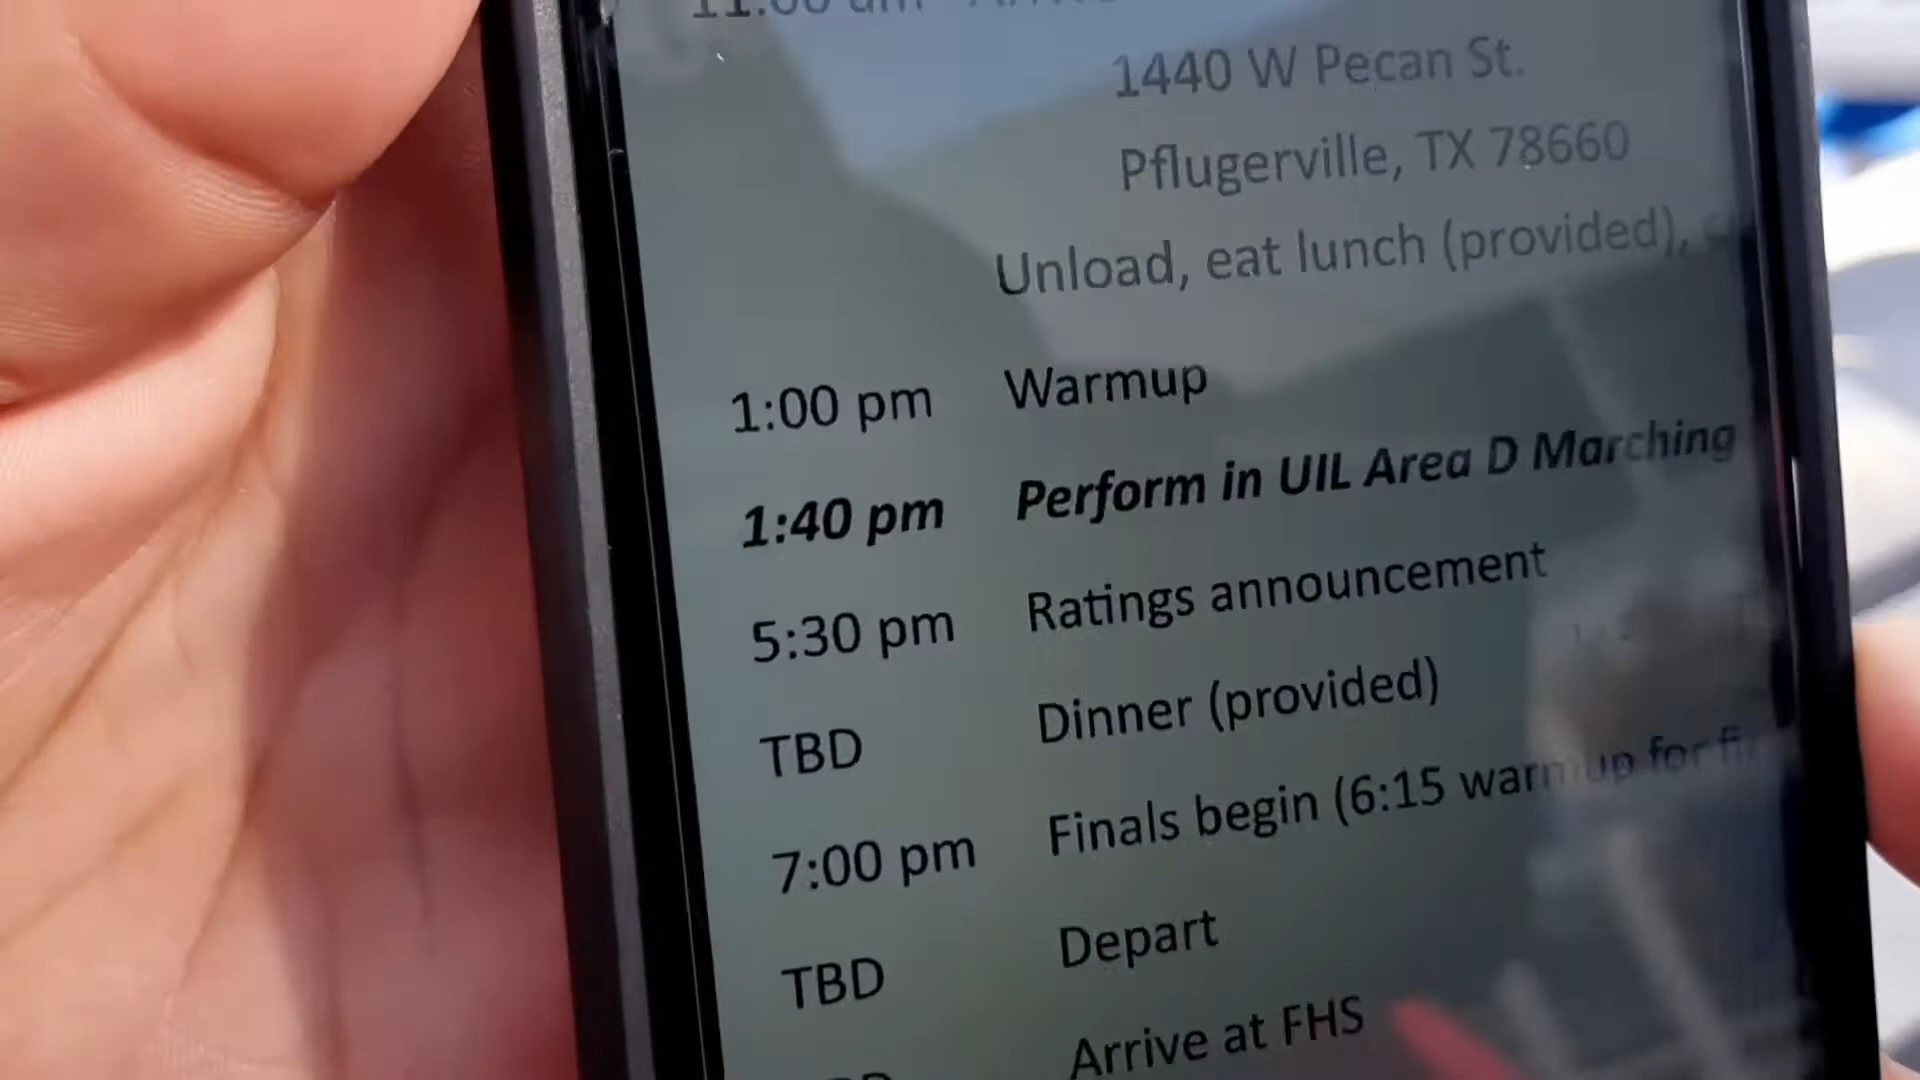 1440 W Pecan St.
Pflugerville, TX 78660
Unload, eat lunch (provided),
1:00 pm Warmup
1:40 pm Perform in UIL Area D Marching
5:30 pm Ratings announcement
TBD Dinner (provided)
7:00 pm Finals begin (6:15 warm up for
TBD Depart
Arrive at FHS